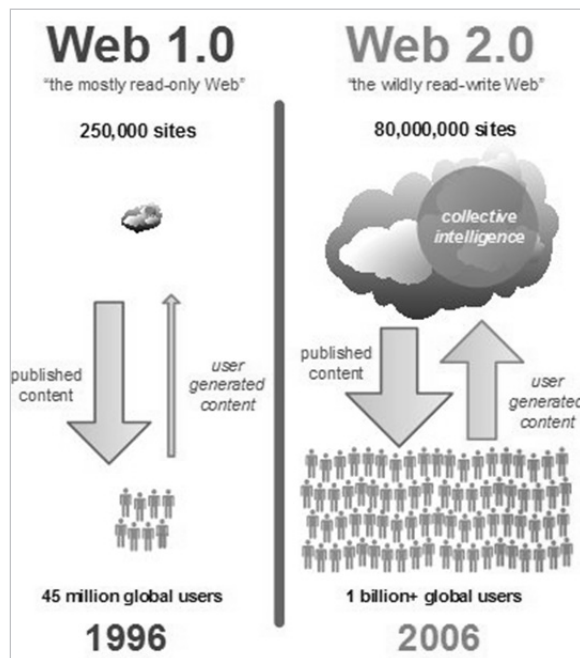 Web 1.0
"the mostly read-only Web"
250,000 sites
published
content
user
generated
content
45 million global users
1996
Web 2.0
"the wildly read-write Web"
80,000,000 sites
collective
intelligence
published
content
user
generated
content
1 billion+ global users
2006